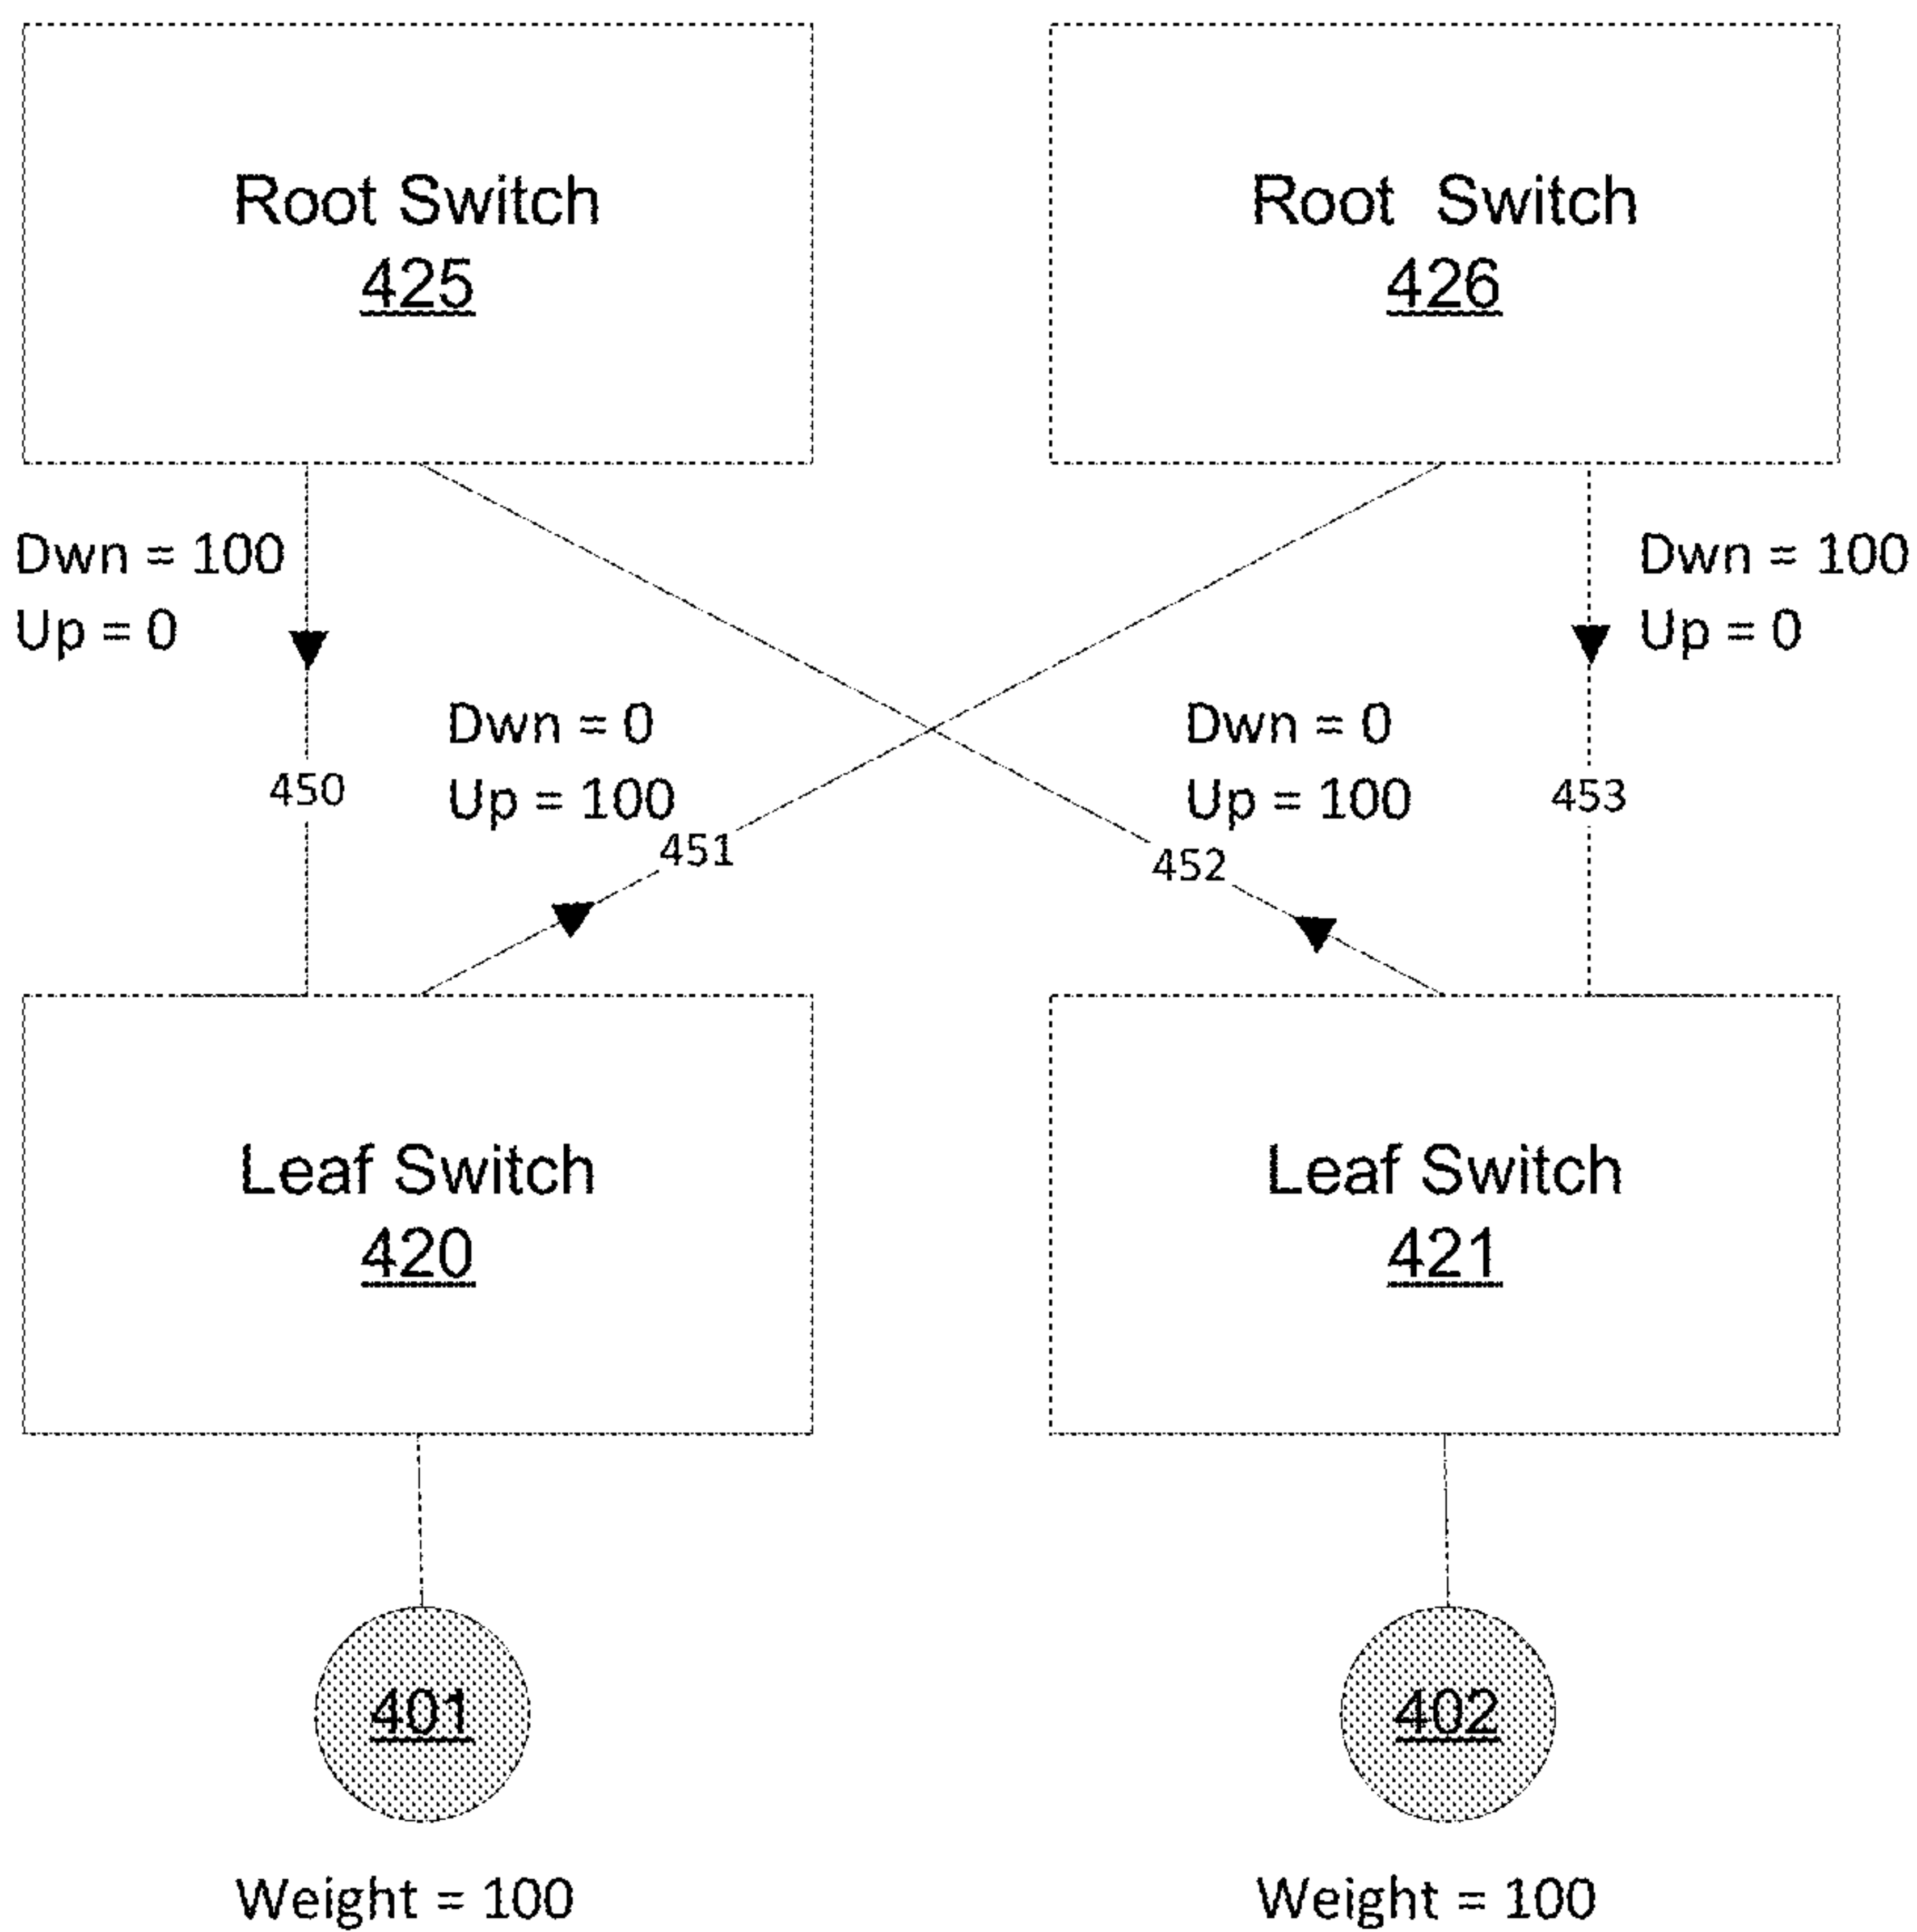 Root Switch
425
Root Switch
426
Dwn = 100
Up = 0
Dwn = 100
Up = 0
Dwn = 0
Up = 100
Dwn = 0
Up = 100
450
453
451
452
Leaf Switch
420
Leaf Switch
421
401
402
Weight = 100
Weight = 100